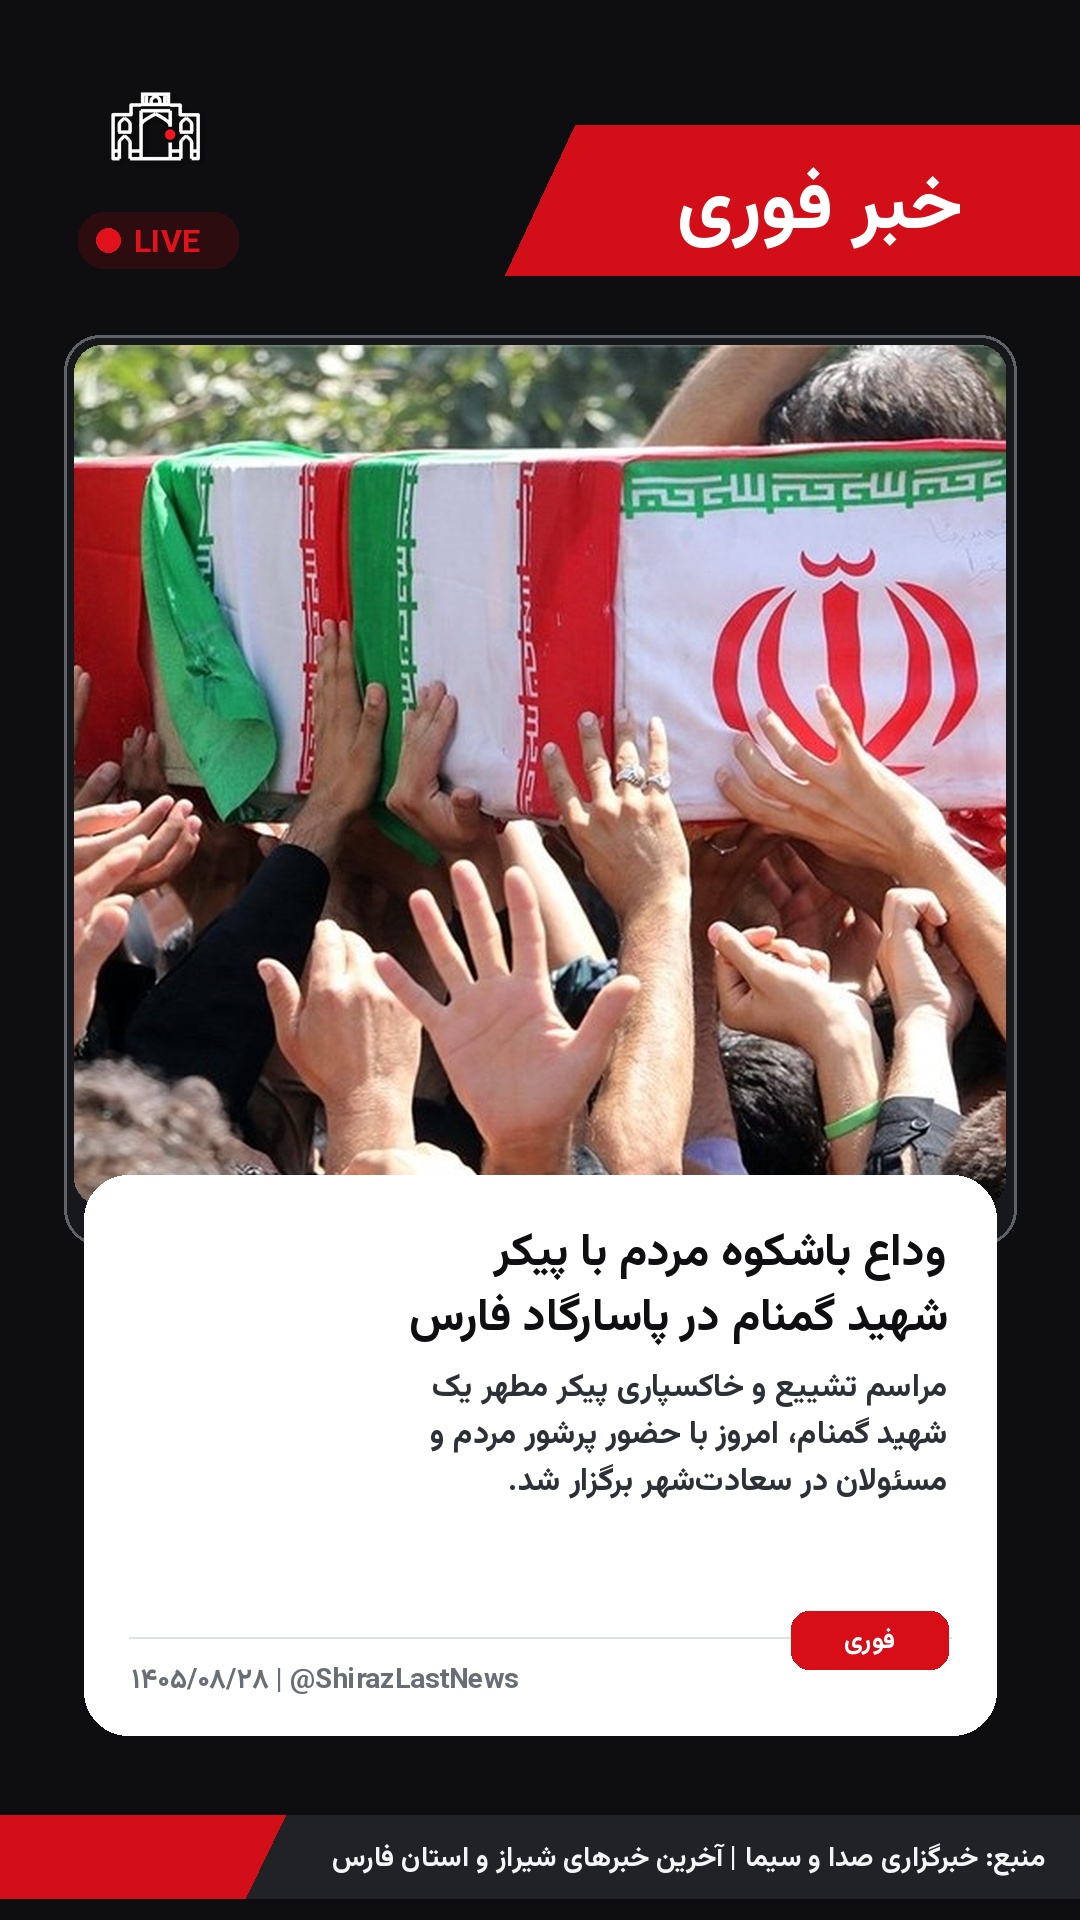 خبر فوری
LIVE
وداع باشکوه مردم با پیکر
شهید گمنام در پاسارگاد فارس
مراسم تشییع و خاکسپاری پیکر مطهر یک
شهید گمنام، امروز با حضور پرشور مردم و
مسئولان در سعادت‌شهر برگزار شد.
فوری
۱۴۰۵/۰۸/۲۸ | @ShirazLastNews
منبع: خبرگزاری صدا و سیما | آخرین خبرهای شیراز و استان فارس